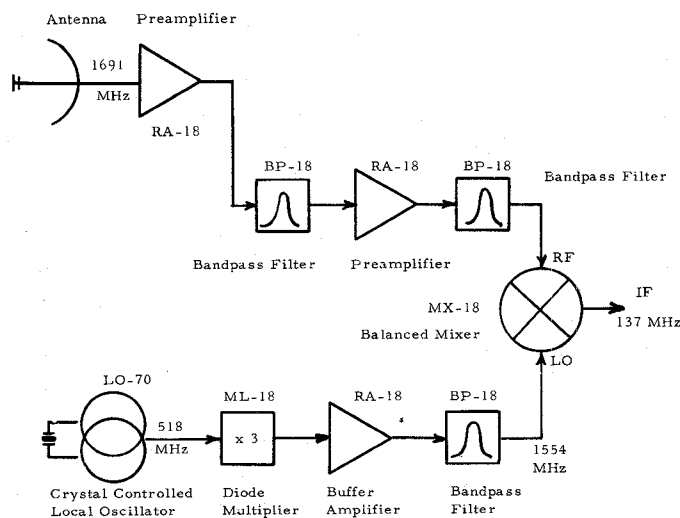 Antenna
Preamplifier
1691
MHz
RA-18
BP-18
RA-18
BP-18
Bandpass Filter
Bandpass Filter
Preamplifier
RF
MX-18
Balanced Mixer
IF
137 MHz
LO
LO-70
ML-18
RA-18
BP-18
518
MHz
x 3
1554
MHz
Crystal Controlled
Local Oscillator
Diode
Multiplier
Buffer
Amplifier
Bandpass
Filter